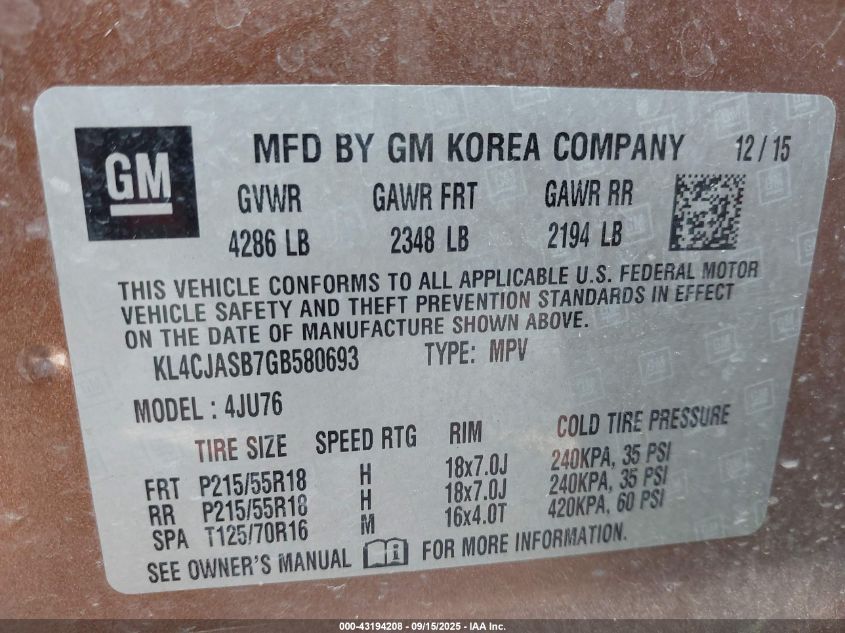 GM
MFD BY GM KOREA COMPANY 12/15
GVWR GAWR FRT GAWR RR
4286 LB 2348 LB 2194 LB
THIS VEHICLE CONFORMS TO ALL APPLICABLE U.S. FEDERAL MOTOR
VEHICLE SAFETY AND THEFT PREVENTION STANDARDS IN EFFECT
ON THE DATE OF MANUFACTURE SHOWN ABOVE.
KL4CJASB7GB580693 TYPE: MPV
MODEL : 4JU76
TIRE SIZE SPEED RTG RIM COLD TIRE PRESSURE
FRT P215/55R18 H 18x7.0J 240KPA, 35 PSI
RR P215/55R18 H 18x7.0J 240KPA, 35 PSI
SPA T125/70R16 M 16x4.0T 420KPA, 60 PSI
SEE OWNER'S MANUAL FOR MORE INFORMATION.
000-43194208 - 09/15/2025 - IAA Inc.